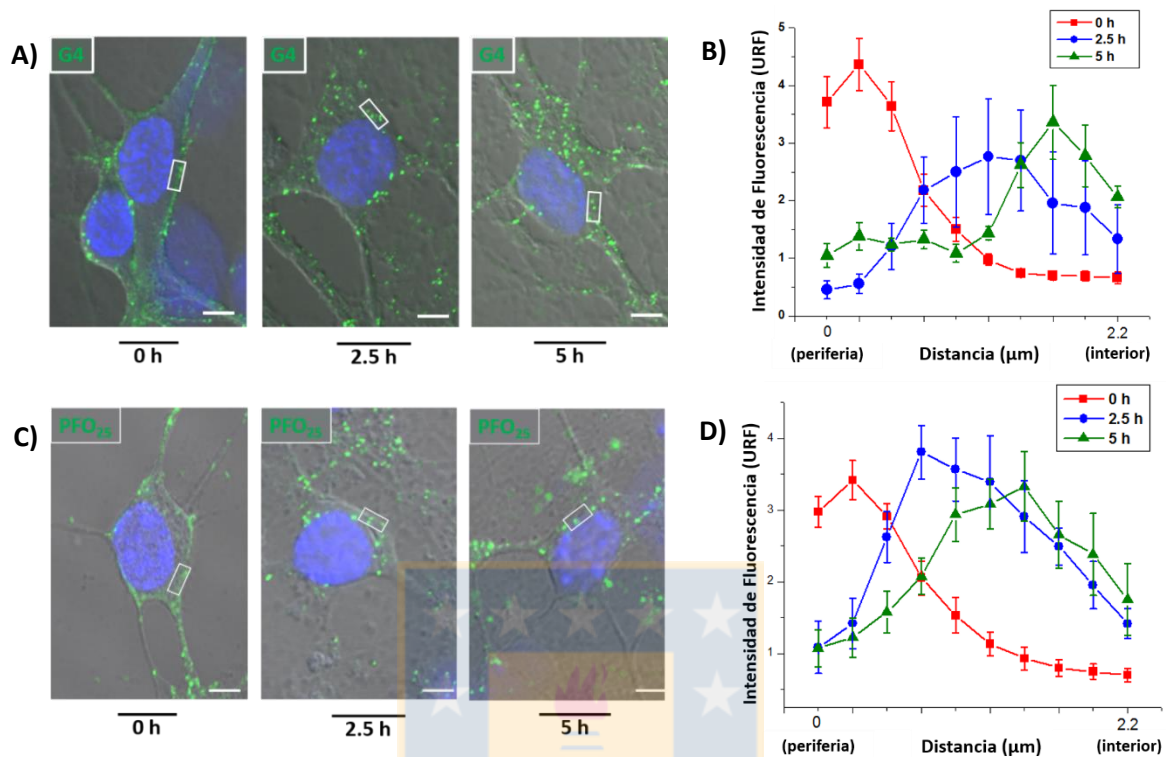 A)
G4
G4
G4
0 h
2.5 h
5 h
B)
Intensidad de Fluorescencia (URF)
5
4
3
2
1
0
0 h
2.5 h
5 h
0
2.2
(periferia)
Distancia (µm)
(interior)
C)
PFO25
PFO25
PFO25
0 h
2.5 h
5 h
D)
Intensidad de Fluorescencia (URF)
4
3
2
1
0 h
2.5 h
5 h
0
2.2
(periferia)
Distancia (µm)
(interior)